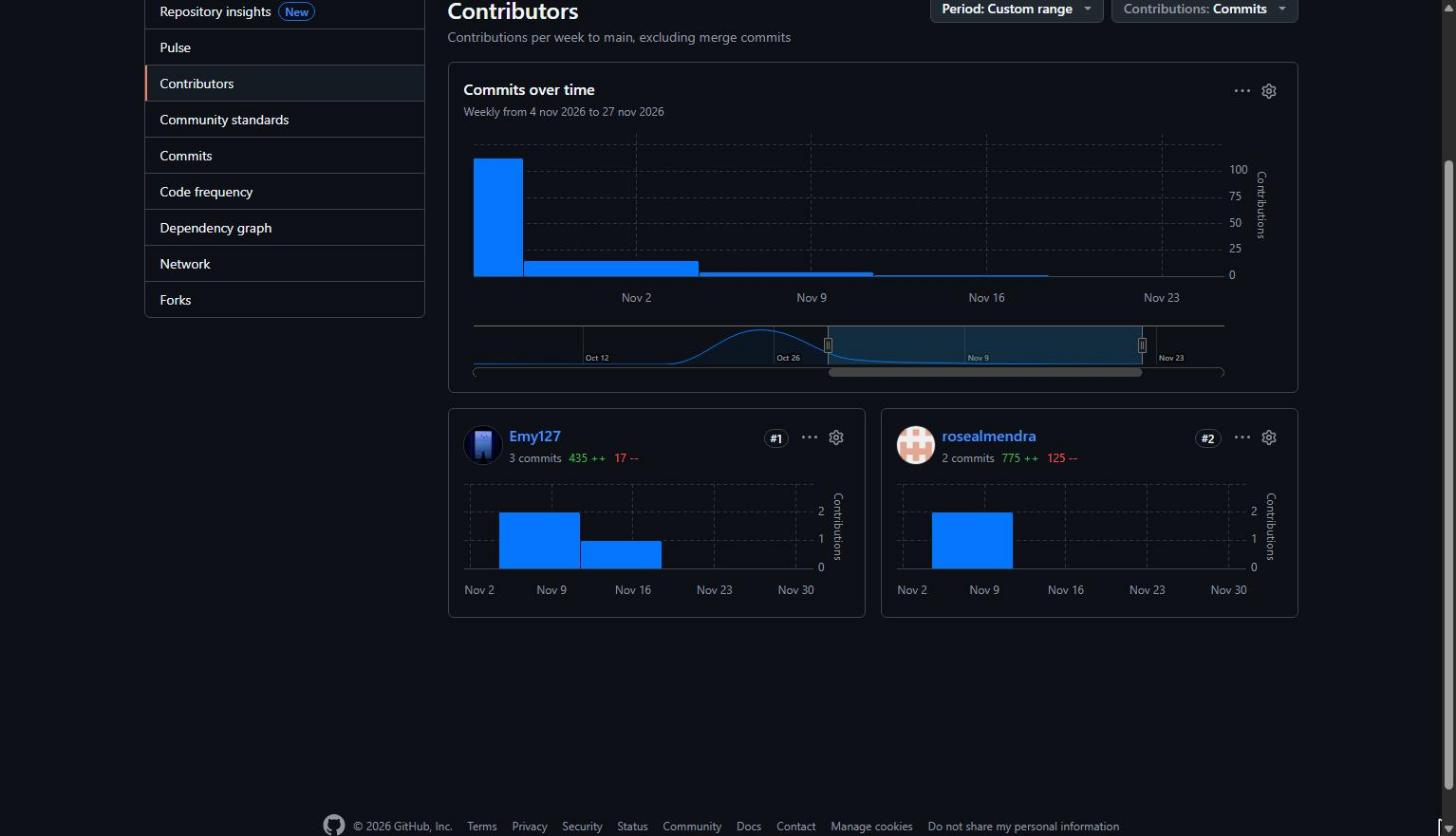 Repository insights New
Pulse
Contributors
Community standards
Commits
Code frequency
Dependency graph
Network
Forks
Contributors
Period: Custom range
Contributions: Commits
Contributions per week to main, excluding merge commits
Commits over time
Weekly from 4 nov 2026 to 27 nov 2026
100
75
50
25
0
Contributions
Nov 2 Nov 9 Nov 16 Nov 23
Oct 12 Oct 26 Nov 9 Nov 23
Emy127 #1
3 commits 435 ++ 17 --
2
1
0
Contributions
Nov 2 Nov 9 Nov 16 Nov 23 Nov 30
rosealmendra #2
2 commits 775 ++ 125 --
2
1
0
Contributions
Nov 2 Nov 9 Nov 16 Nov 23 Nov 30
© 2026 GitHub, Inc. Terms Privacy Security Status Community Docs Contact Manage cookies Do not share my personal information